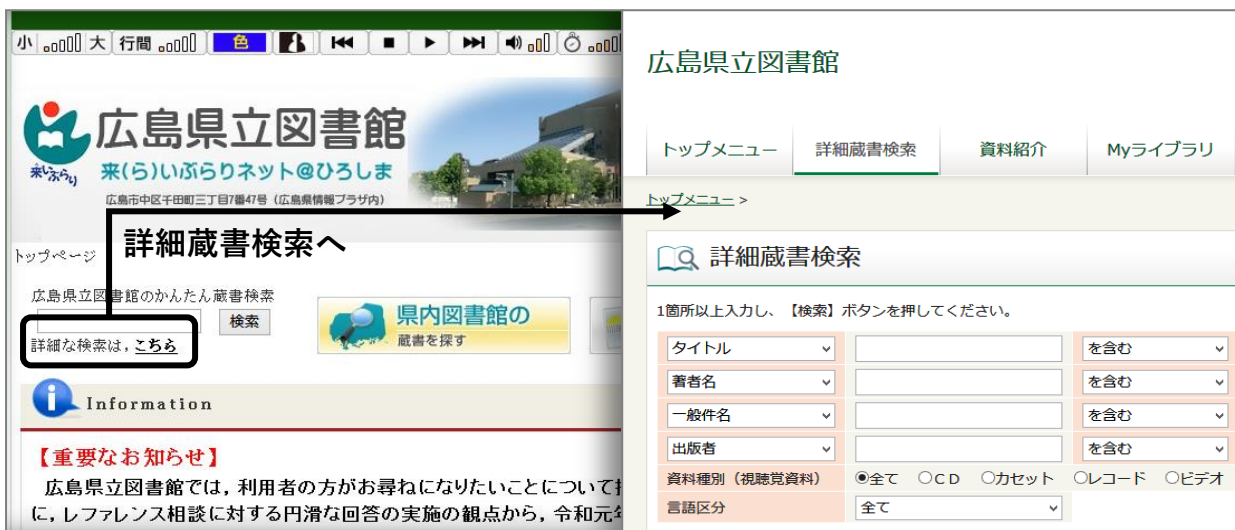 小 大 行間 色
広島県立図書館
来ぶらり 来(ら)いぶらりネット@ひろしま
広島市中区千田町三丁目7番47号（広島県情報プラザ内）
詳細蔵書検索へ
トップページ
広島県立図書館のかんたん蔵書検索
検索
詳細な検索は，こちら
県内図書館の
蔵書を探す
Information
【重要なお知らせ】
広島県立図書館では，利用者の方がお尋ねになりたいことについて
に，レファレンス相談に対する円滑な回答の実施の観点から，令和元
広島県立図書館
トップメニュー 詳細蔵書検索 資料紹介 Myライブラリ
トップメニュー >
詳細蔵書検索
1箇所以上入力し、【検索】ボタンを押してください。
タイトル を含む
著者名 を含む
一般件名 を含む
出版者 を含む
資料種別（視聴覚資料） ◉全て ○CD ○カセット ○レコード ○ビデオ
言語区分 全て